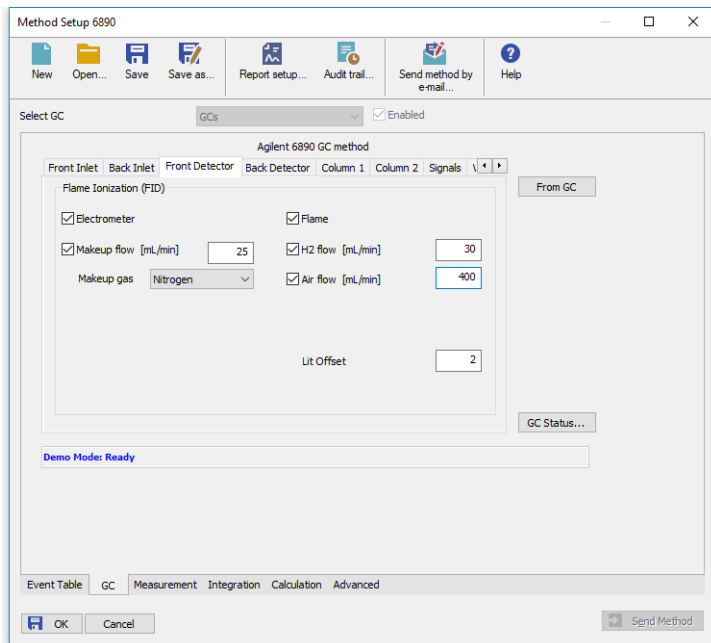 Method Setup 6890
New Open... Save Save as... Report setup... Audit trail... Send method by e-mail... Help
Select GC GCs Enabled
Agilent 6890 GC method
Front Inlet Back Inlet Front Detector Back Detector Column 1 Column 2 Signals
From GC
Flame Ionization (FID)
Electrometer Flame
Makeup flow [mL/min] 25 H2 flow [mL/min] 30
Makeup gas Nitrogen Air flow [mL/min] 400
Lit Offset 2
GC Status...
Demo Mode: Ready
Event Table GC Measurement Integration Calculation Advanced
OK Cancel Send Method